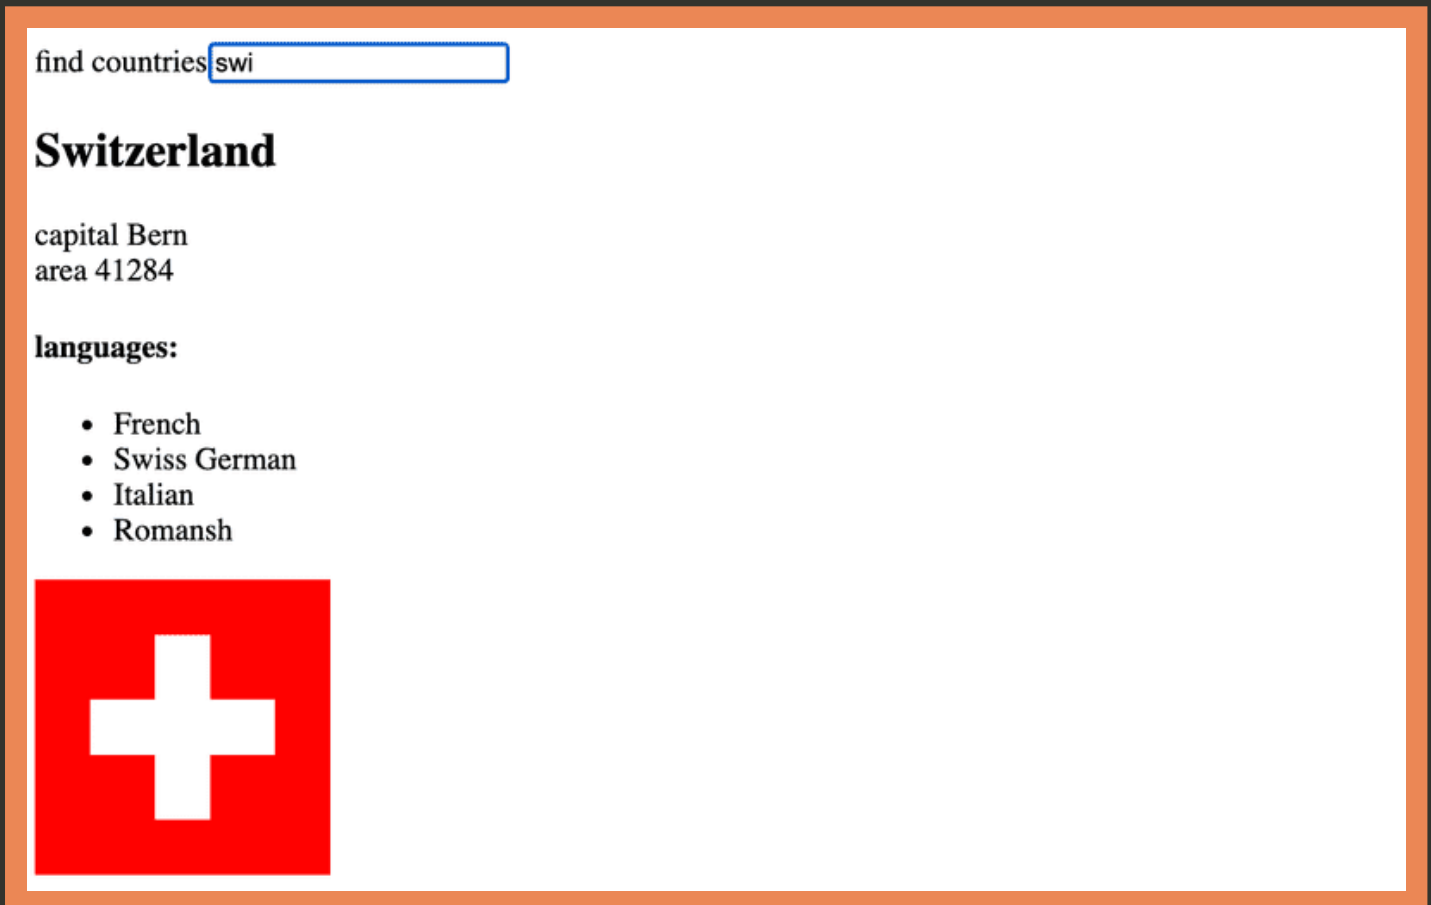 find countries swi
Switzerland
capital Bern
area 41284
languages:
French
Swiss German
Italian
Romansh